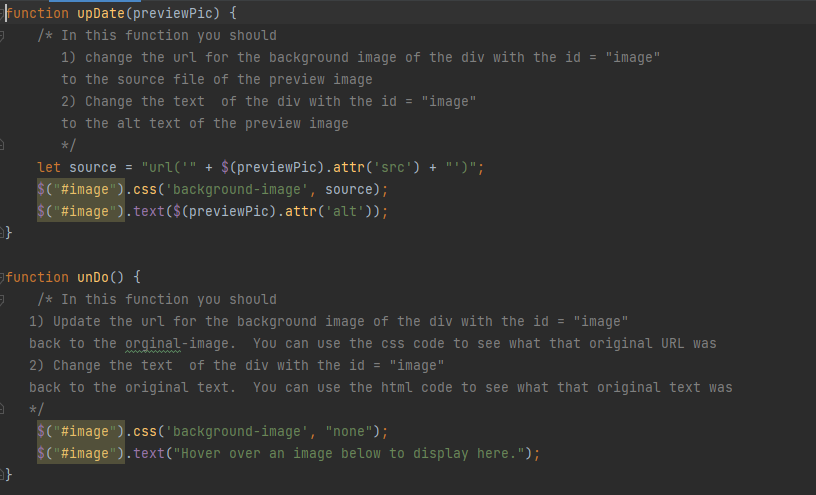 function upDate(previewPic) {
/* In this function you should
1) change the url for the background image of the div with the id = "image"
to the source file of the preview image
2) Change the text  of the div with the id = "image"
to the alt text of the preview image
*/
let source = "url('" + $(previewPic).attr('src') + "')";
$("#image").css('background-image', source);
$("#image").text($(previewPic).attr('alt'));
}
function unDo() {
/* In this function you should
1) Update the url for the background image of the div with the id = "image"
back to the orginal-image.  You can use the css code to see what that original URL was
2) Change the text  of the div with the id = "image"
back to the original text.  You can use the html code to see what that original text was
*/
$("#image").css('background-image', "none");
$("#image").text("Hover over an image below to display here.");
}